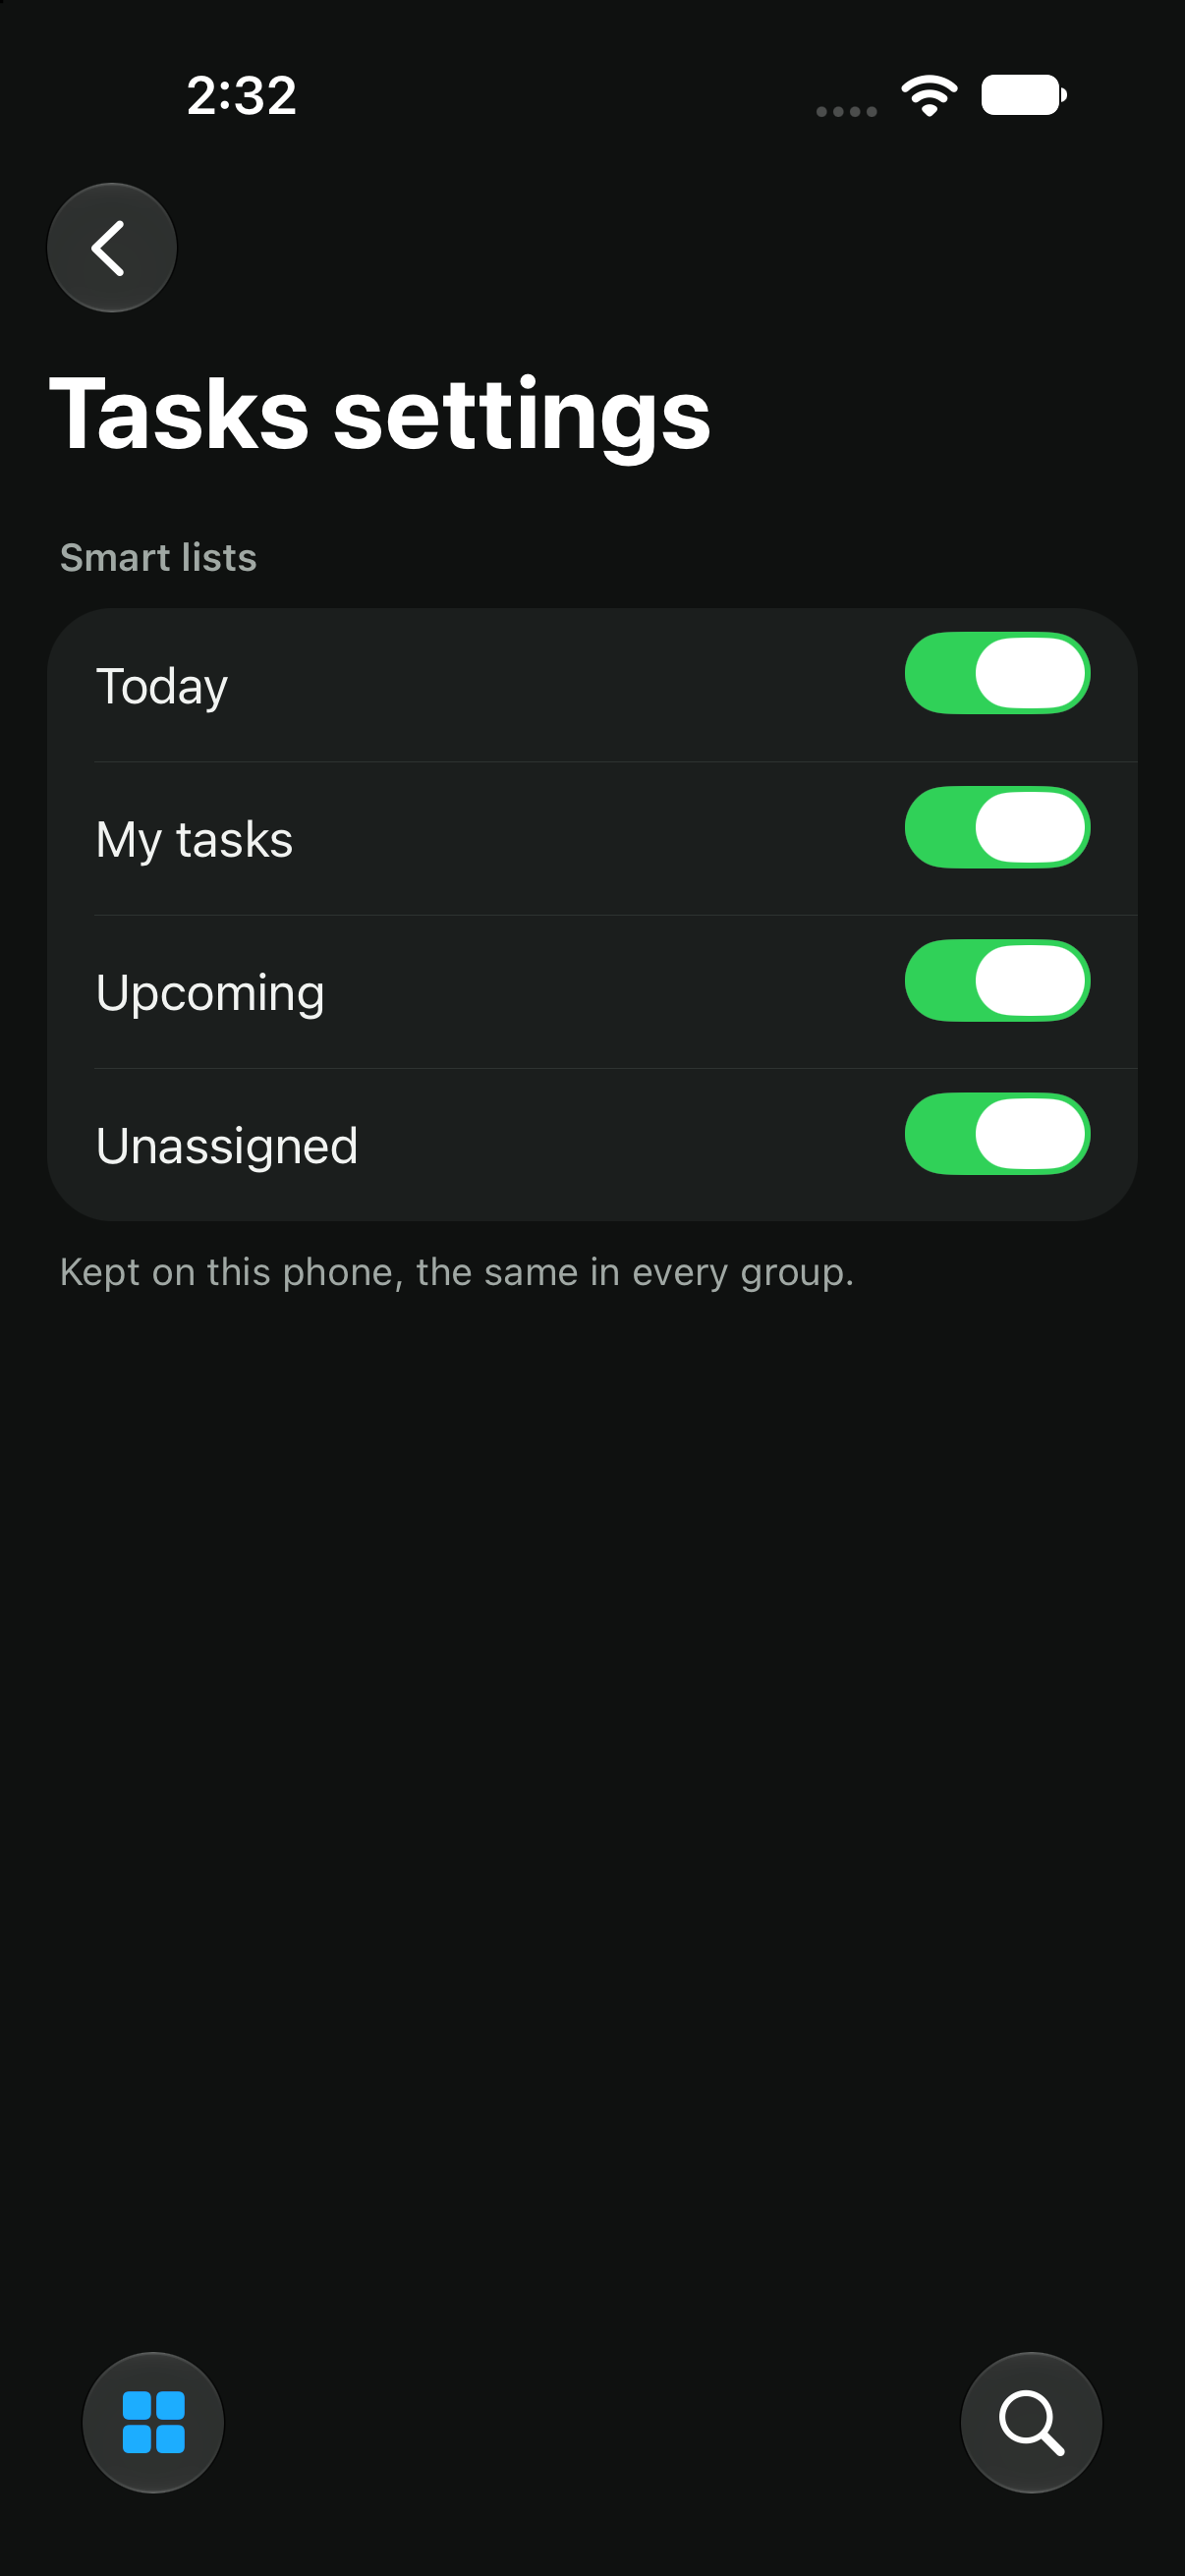 2:32
Tasks settings
Smart lists
Today
My tasks
Upcoming
Unassigned
Kept on this phone, the same in every group.